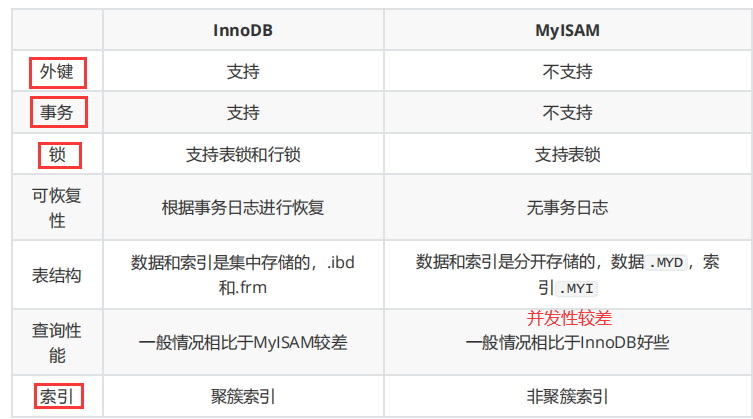 InnoDB MyISAM
外键 支持 不支持
事务 支持 不支持
锁 支持表锁和行锁 支持表锁
可恢复
性
根据事务日志进行恢复 无事务日志
表结构
数据和索引是集中存储的，.ibd
和.frm
数据和索引是分开存储的，数据 .MYD，索
引 .MYI
查询性
能
一般情况相比于MyISAM较差
并发性较差
一般情况相比于InnoDB好些
索引 聚簇索引 非聚簇索引